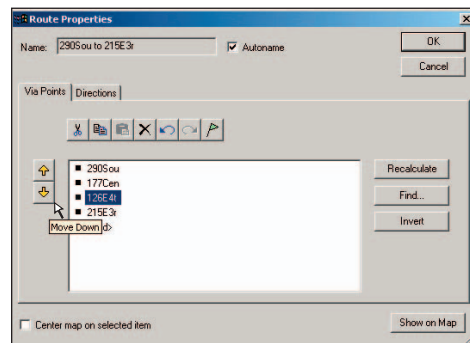 Route Properties
Name: 290Sou to 215E3r
Autoname
OK
Cancel
Via Points
Directions
290Sou
177Cen
126E4t
215E3r
d>
Move Down
Recalculate
Find...
Invert
Center map on selected item
Show on Map